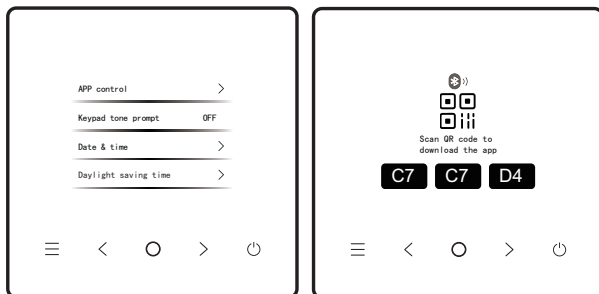 APP control
Keypad tone prompt OFF
Date & time
Daylight saving time
Scan QR code to
download the app
C7 C7 D4